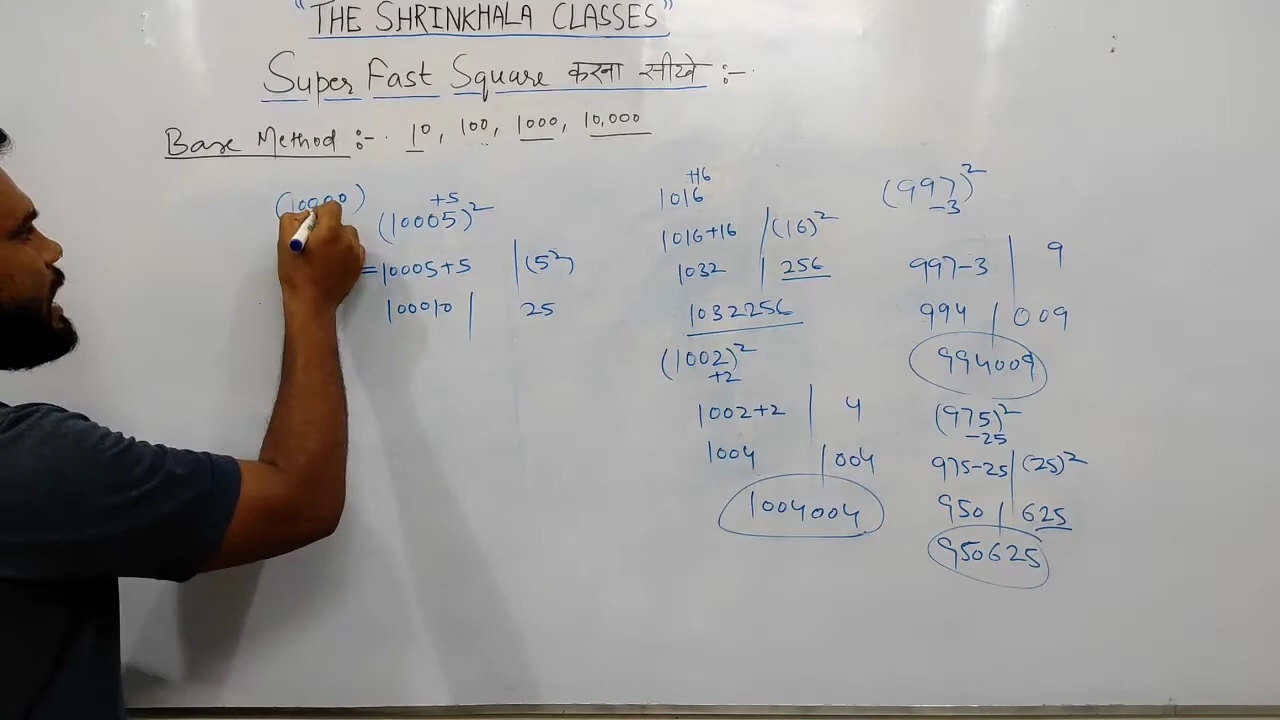 "THE SHRINKHALA CLASSES"
Super Fast Square करना सीखे :-
Base Method :- 10, 100, 1000, 10,000
(10000)
+5
(10005)²
=10005+5 | (5²)
100010 | 25
+16
1016
1016+16 | (16)²
1032 | 256
1032256
(1002)²
+2
1002+2 | 4
1004 | 004
1004004
(997)²
-3
997-3 | 9
994 | 009
994009
(975)²
-25
975-25 | (25)²
950 | 625
950625